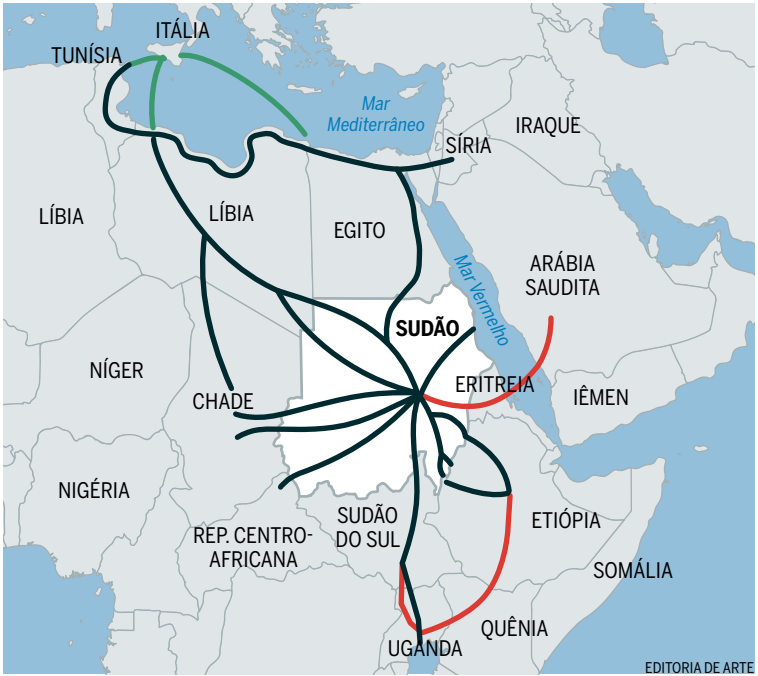 ITÁLIA
TUNÍSIA
Mar
Mediterrâneo
IRAQUE
SÍRIA
LÍBIA
LÍBIA
EGITO
ARÁBIA
SAUDITA
Mar Vermelho
SUDÃO
NÍGER
ERITREIA
CHADE
IÊMEN
NIGÉRIA
SUDÃO
DO SUL
ETIÓPIA
REP. CENTRO-
AFRICANA
SOMÁLIA
QUÊNIA
UGANDA
EDITORIA DE ARTE